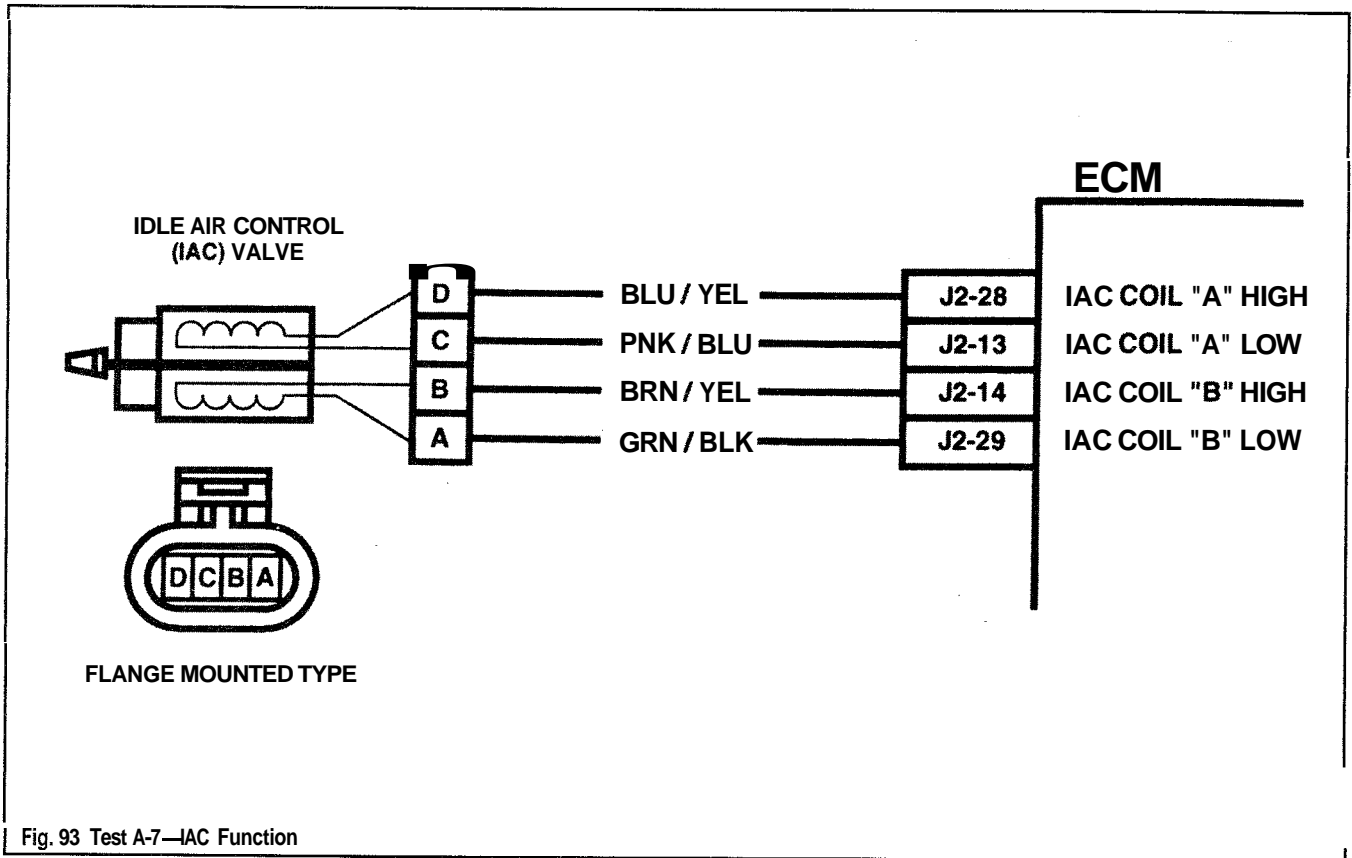 ECM
IDLE AIR CONTROL
(IAC) VALVE
D BLU / YEL J2-28 IAC COIL "A" HIGH
C PNK / BLU J2-13 IAC COIL "A" LOW
B BRN / YEL J2-14 IAC COIL "B" HIGH
A GRN / BLK J2-29 IAC COIL "B" LOW
D C B A
FLANGE MOUNTED TYPE
Fig. 93 Test A-7—IAC Function